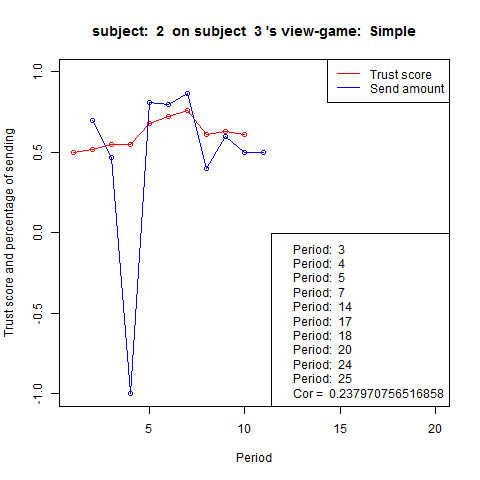 subject:  2  on subject  3 's view-game:  Simple
Trust score
Send amount
Trust score and percentage of sending
1.0
0.5
0.0
-0.5
-1.0
Period:  3
Period:  4
Period:  5
Period:  7
Period:  14
Period:  17
Period:  18
Period:  20
Period:  24
Period:  25
Cor =  0.237970756516858
5
10
15
20
Period